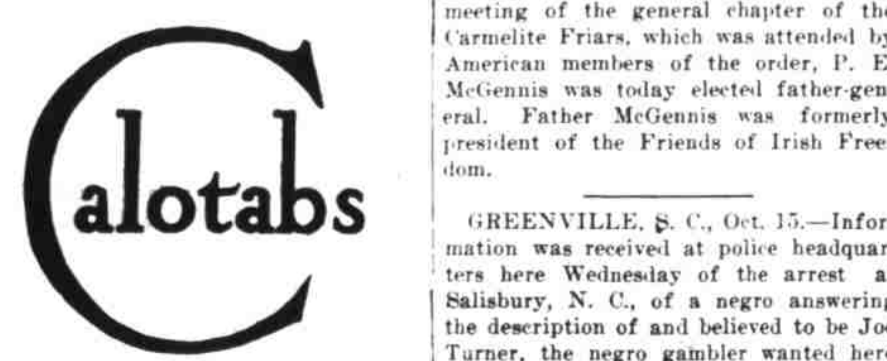 Calotabs
meeting of the general chapter of the
Carmelite Friars, which was attended by
American members of the order, P. E
McGennis was today elected father-gen
eral. Father McGennis was formerly
president of the Friends of Irish Free
dom.
GREENVILLE, S. C., Oct. 15.—Infor
mation was received at police headquar
ters here Wednesday of the arrest a
Salisbury, N. C., of a negro answering
the description of and believed to be Joe
Turner, the negro gambler wanted here